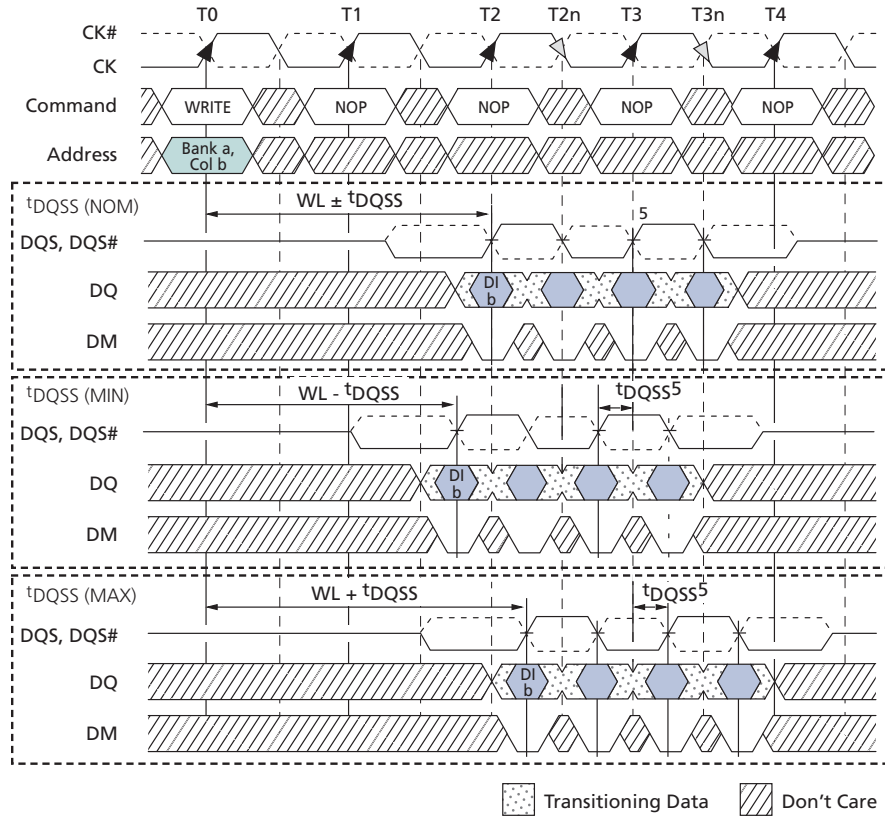 T0 T1 T2 T2n T3 T3n T4
CK#
CK
Command WRITE NOP NOP NOP NOP
Address Bank a, Col b
tDQSS (NOM) WL ± tDQSS 5
DQS, DQS#
DQ DI b
DM
tDQSS (MIN) WL - tDQSS tDQSS5
DQS, DQS#
DQ DI b
DM
tDQSS (MAX) WL + tDQSS tDQSS5
DQS, DQS#
DQ DI b
DM
Transitioning Data Don't Care